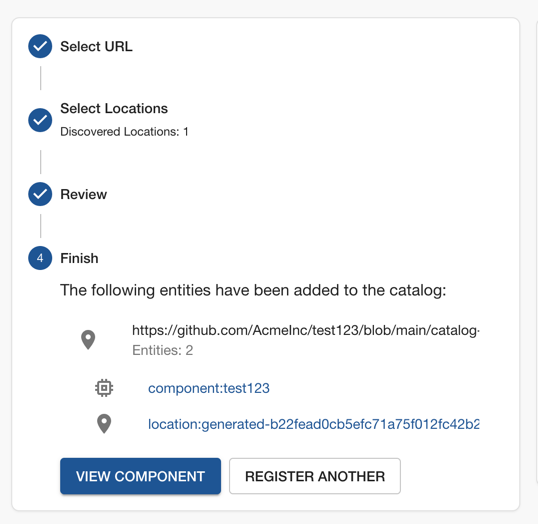 Select URL
Select Locations
Discovered Locations: 1
Review
4 Finish
The following entities have been added to the catalog:
https://github.com/AcmeInc/test123/blob/main/catalog-
Entities: 2
component:test123
location:generated-b22fead0cb5efc71a75f012fc42b2
VIEW COMPONENT REGISTER ANOTHER